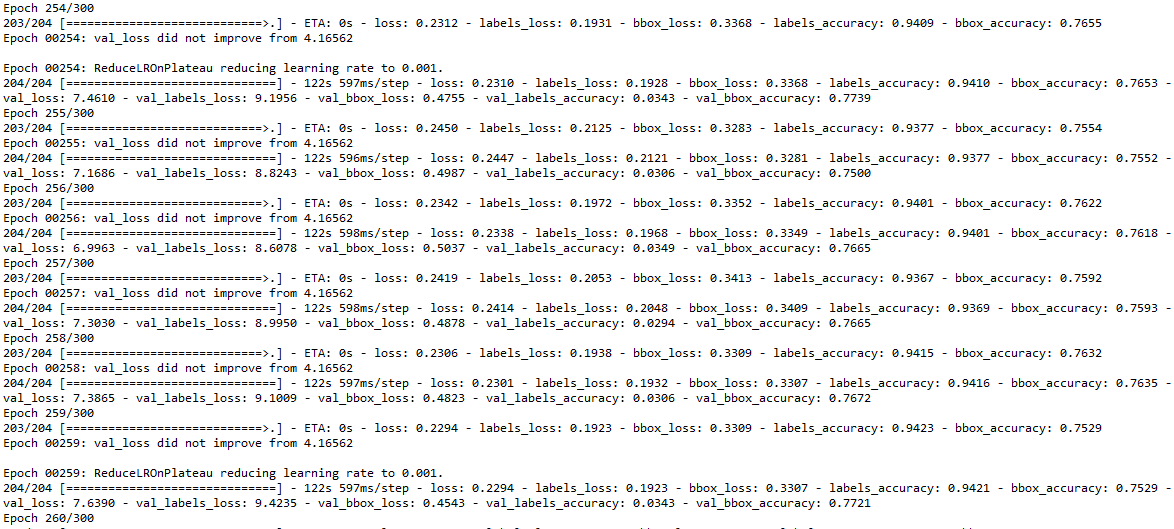 Epoch 254/300
203/204 [============================>.] - ETA: 0s - loss: 0.2312 - labels_loss: 0.1931 - bbox_loss: 0.3368 - labels_accuracy: 0.9409 - bbox_accuracy: 0.7655
Epoch 00254: val_loss did not improve from 4.16562
Epoch 00254: ReduceLROnPlateau reducing learning rate to 0.001.
204/204 [==============================] - 122s 597ms/step - loss: 0.2310 - labels_loss: 0.1928 - bbox_loss: 0.3368 - labels_accuracy: 0.9410 - bbox_accuracy: 0.7653 -
val_loss: 7.4610 - val_labels_loss: 9.1956 - val_bbox_loss: 0.4755 - val_labels_accuracy: 0.0343 - val_bbox_accuracy: 0.7739
Epoch 255/300
203/204 [============================>.] - ETA: 0s - loss: 0.2450 - labels_loss: 0.2125 - bbox_loss: 0.3283 - labels_accuracy: 0.9377 - bbox_accuracy: 0.7554
Epoch 00255: val_loss did not improve from 4.16562
204/204 [==============================] - 122s 596ms/step - loss: 0.2447 - labels_loss: 0.2121 - bbox_loss: 0.3281 - labels_accuracy: 0.9377 - bbox_accuracy: 0.7552 -
val_loss: 7.1686 - val_labels_loss: 8.8243 - val_bbox_loss: 0.4987 - val_labels_accuracy: 0.0306 - val_bbox_accuracy: 0.7500
Epoch 256/300
203/204 [============================>.] - ETA: 0s - loss: 0.2342 - labels_loss: 0.1972 - bbox_loss: 0.3352 - labels_accuracy: 0.9401 - bbox_accuracy: 0.7622
Epoch 00256: val_loss did not improve from 4.16562
204/204 [==============================] - 122s 598ms/step - loss: 0.2338 - labels_loss: 0.1968 - bbox_loss: 0.3349 - labels_accuracy: 0.9401 - bbox_accuracy: 0.7618 -
val_loss: 6.9963 - val_labels_loss: 8.6078 - val_bbox_loss: 0.5037 - val_labels_accuracy: 0.0349 - val_bbox_accuracy: 0.7665
Epoch 257/300
203/204 [============================>.] - ETA: 0s - loss: 0.2419 - labels_loss: 0.2053 - bbox_loss: 0.3413 - labels_accuracy: 0.9367 - bbox_accuracy: 0.7592
Epoch 00257: val_loss did not improve from 4.16562
204/204 [==============================] - 122s 598ms/step - loss: 0.2414 - labels_loss: 0.2048 - bbox_loss: 0.3409 - labels_accuracy: 0.9369 - bbox_accuracy: 0.7593 -
val_loss: 7.3030 - val_labels_loss: 8.9950 - val_bbox_loss: 0.4878 - val_labels_accuracy: 0.0294 - val_bbox_accuracy: 0.7665
Epoch 258/300
203/204 [============================>.] - ETA: 0s - loss: 0.2306 - labels_loss: 0.1938 - bbox_loss: 0.3309 - labels_accuracy: 0.9415 - bbox_accuracy: 0.7632
Epoch 00258: val_loss did not improve from 4.16562
204/204 [==============================] - 122s 597ms/step - loss: 0.2301 - labels_loss: 0.1932 - bbox_loss: 0.3307 - labels_accuracy: 0.9416 - bbox_accuracy: 0.7635 -
val_loss: 7.3865 - val_labels_loss: 9.1009 - val_bbox_loss: 0.4823 - val_labels_accuracy: 0.0306 - val_bbox_accuracy: 0.7672
Epoch 259/300
203/204 [============================>.] - ETA: 0s - loss: 0.2294 - labels_loss: 0.1923 - bbox_loss: 0.3309 - labels_accuracy: 0.9423 - bbox_accuracy: 0.7529
Epoch 00259: val_loss did not improve from 4.16562
Epoch 00259: ReduceLROnPlateau reducing learning rate to 0.001.
204/204 [==============================] - 122s 597ms/step - loss: 0.2294 - labels_loss: 0.1923 - bbox_loss: 0.3307 - labels_accuracy: 0.9421 - bbox_accuracy: 0.7529 -
val_loss: 7.6390 - val_labels_loss: 9.4235 - val_bbox_loss: 0.4543 - val_labels_accuracy: 0.0343 - val_bbox_accuracy: 0.7721
Epoch 260/300